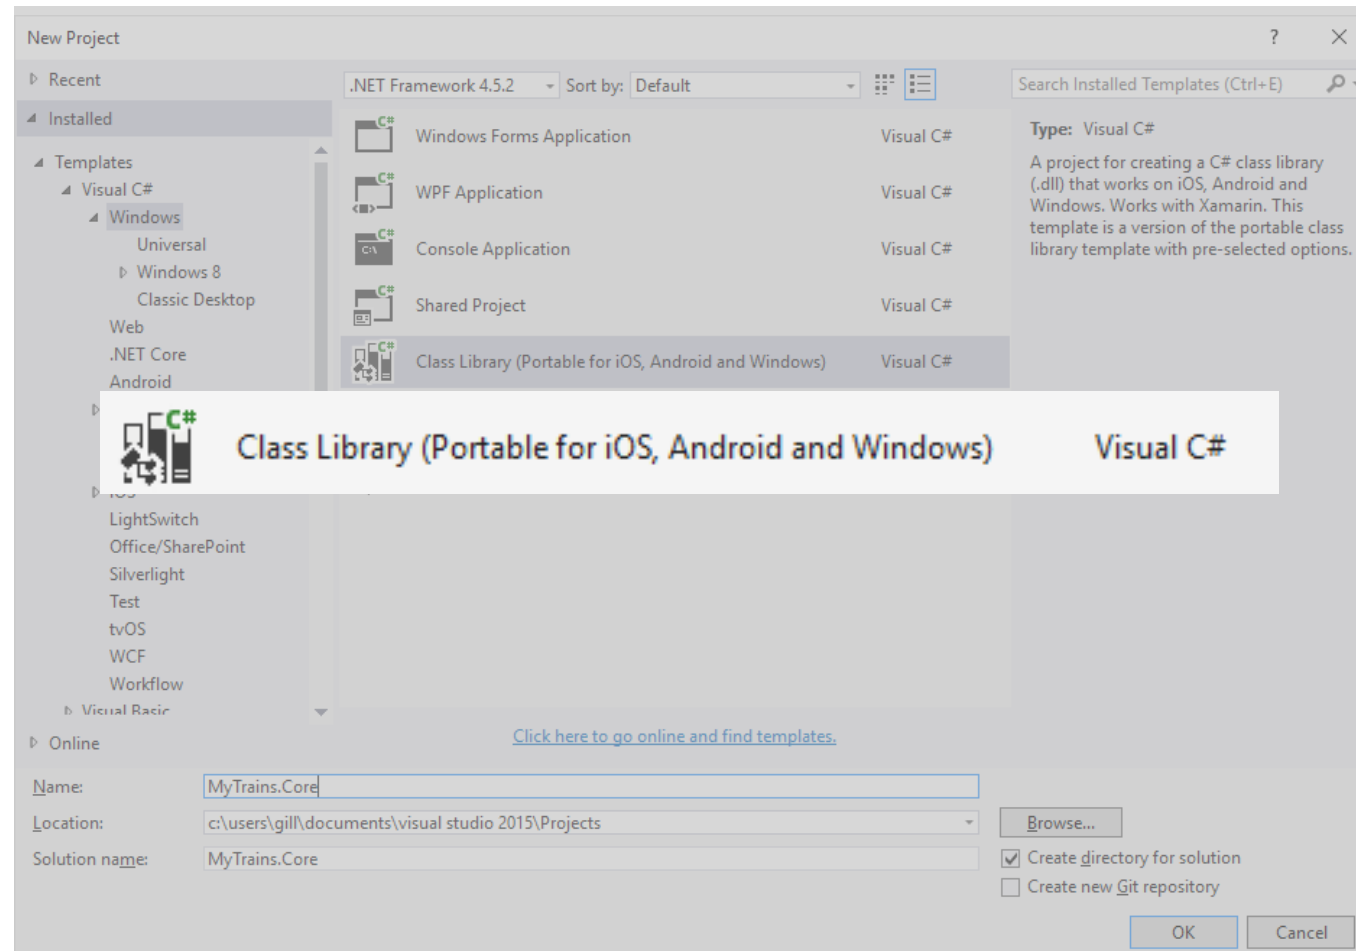 New Project
?
Recent
.NET Framework 4.5.2
Sort by: Default
Search Installed Templates (Ctrl+E)
Installed
Templates
Visual C#
Windows
Universal
Windows 8
Classic Desktop
Web
.NET Core
Android
iOS
LightSwitch
Office/SharePoint
Silverlight
Test
tvOS
WCF
Workflow
Visual Basic
Online
C#
Windows Forms Application Visual C#
C#
WPF Application Visual C#
C#
Console Application Visual C#
C#
Shared Project Visual C#
C#
Class Library (Portable for iOS, Android and Windows) Visual C#
C#
Class Library (Portable for iOS, Android and Windows) Visual C#
Click here to go online and find templates.
Type: Visual C#
A project for creating a C# class library
(.dll) that works on iOS, Android and
Windows. Works with Xamarin. This
template is a version of the portable class
library template with pre-selected options.
Name: MyTrains.Core
Location: c:\users\gill\documents\visual studio 2015\Projects
Browse...
Solution name: MyTrains.Core
Create directory for solution
Create new Git repository
OK
Cancel